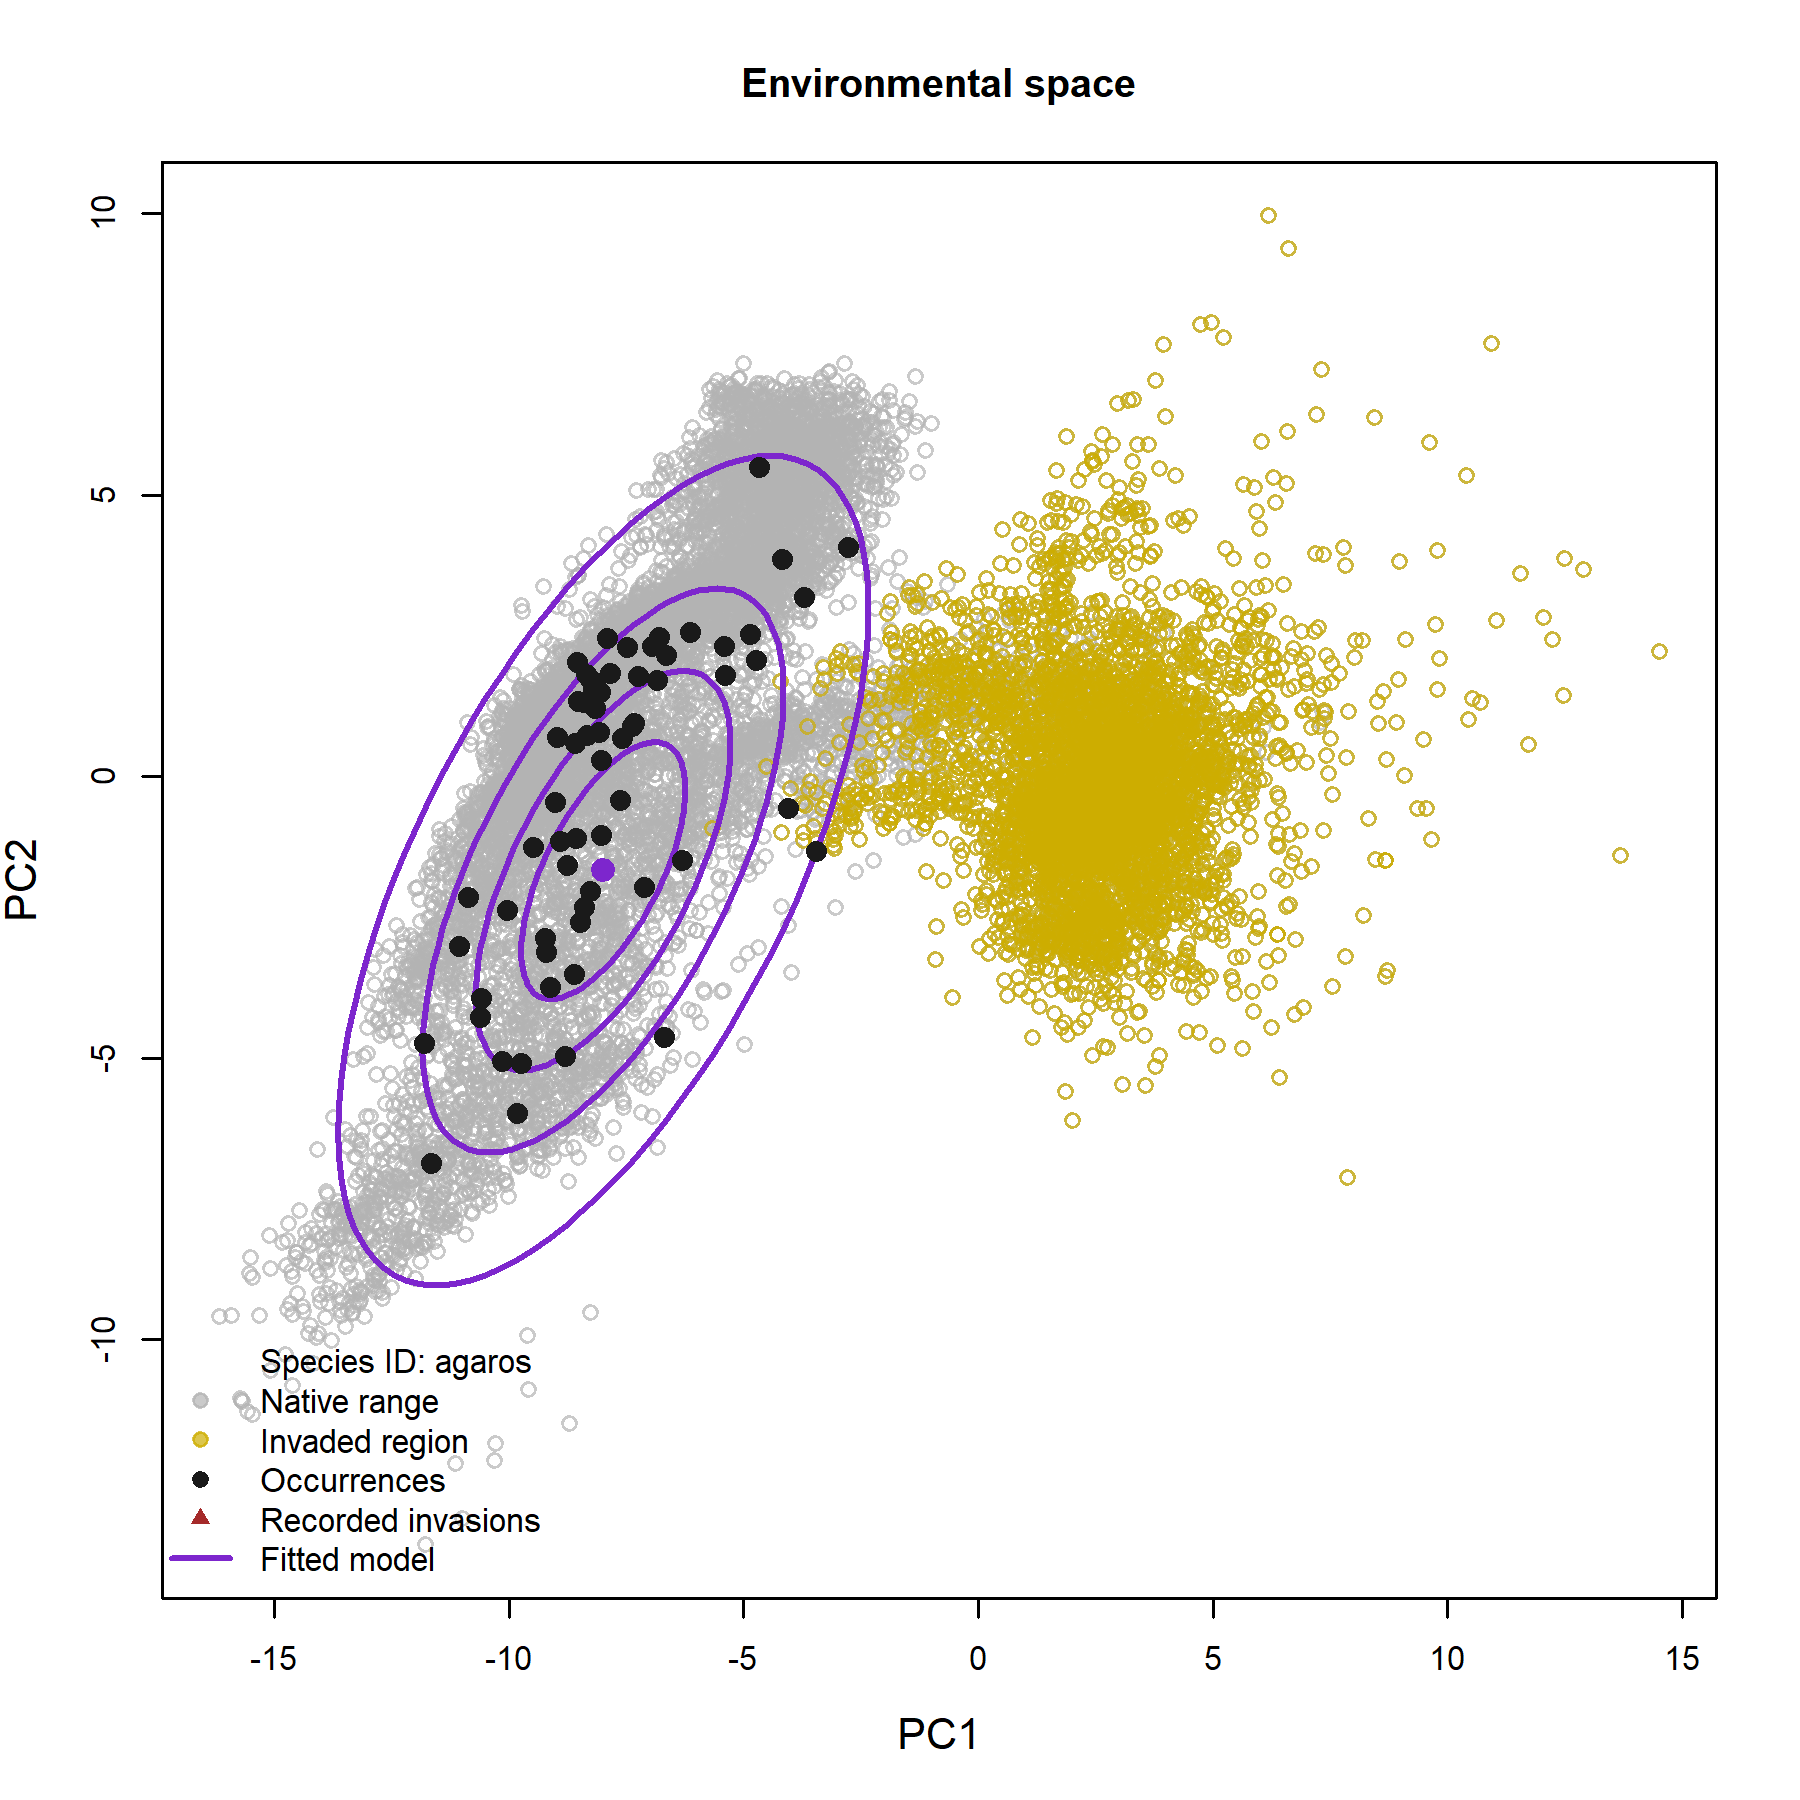 Environmental space
10
5
0
-5
-10
PC2
Species ID: agaros
Native range
Invaded region
Occurrences
Recorded invasions
Fitted model
-15 -10 -5 0 5 10 15
PC1